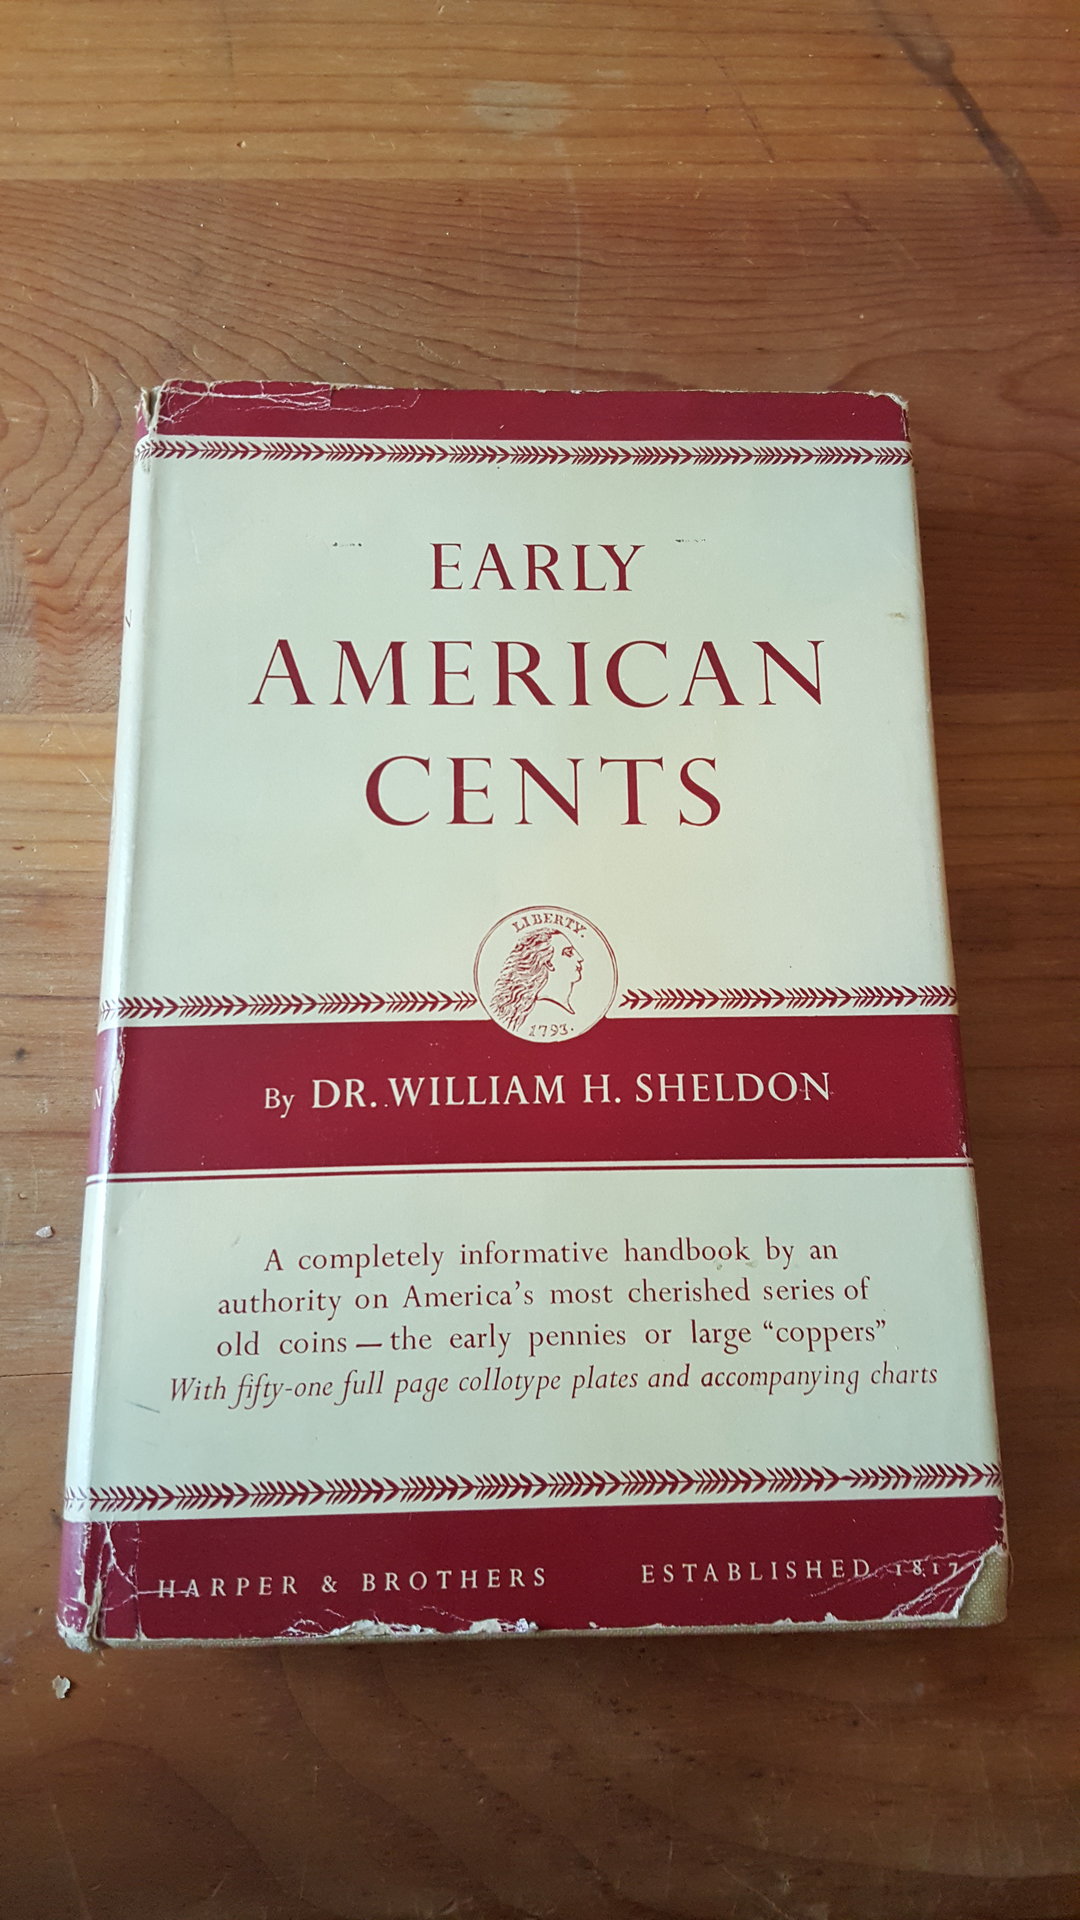 EARLY
AMERICAN
CENTS
LIBERTY.
1793.
By DR. WILLIAM H. SHELDON
A completely informative handbook by an
authority on America's most cherished series of
old coins — the early pennies or large "coppers"
With fifty-one full page collotype plates and accompanying charts
HARPER & BROTHERS ESTABLISHED 1817